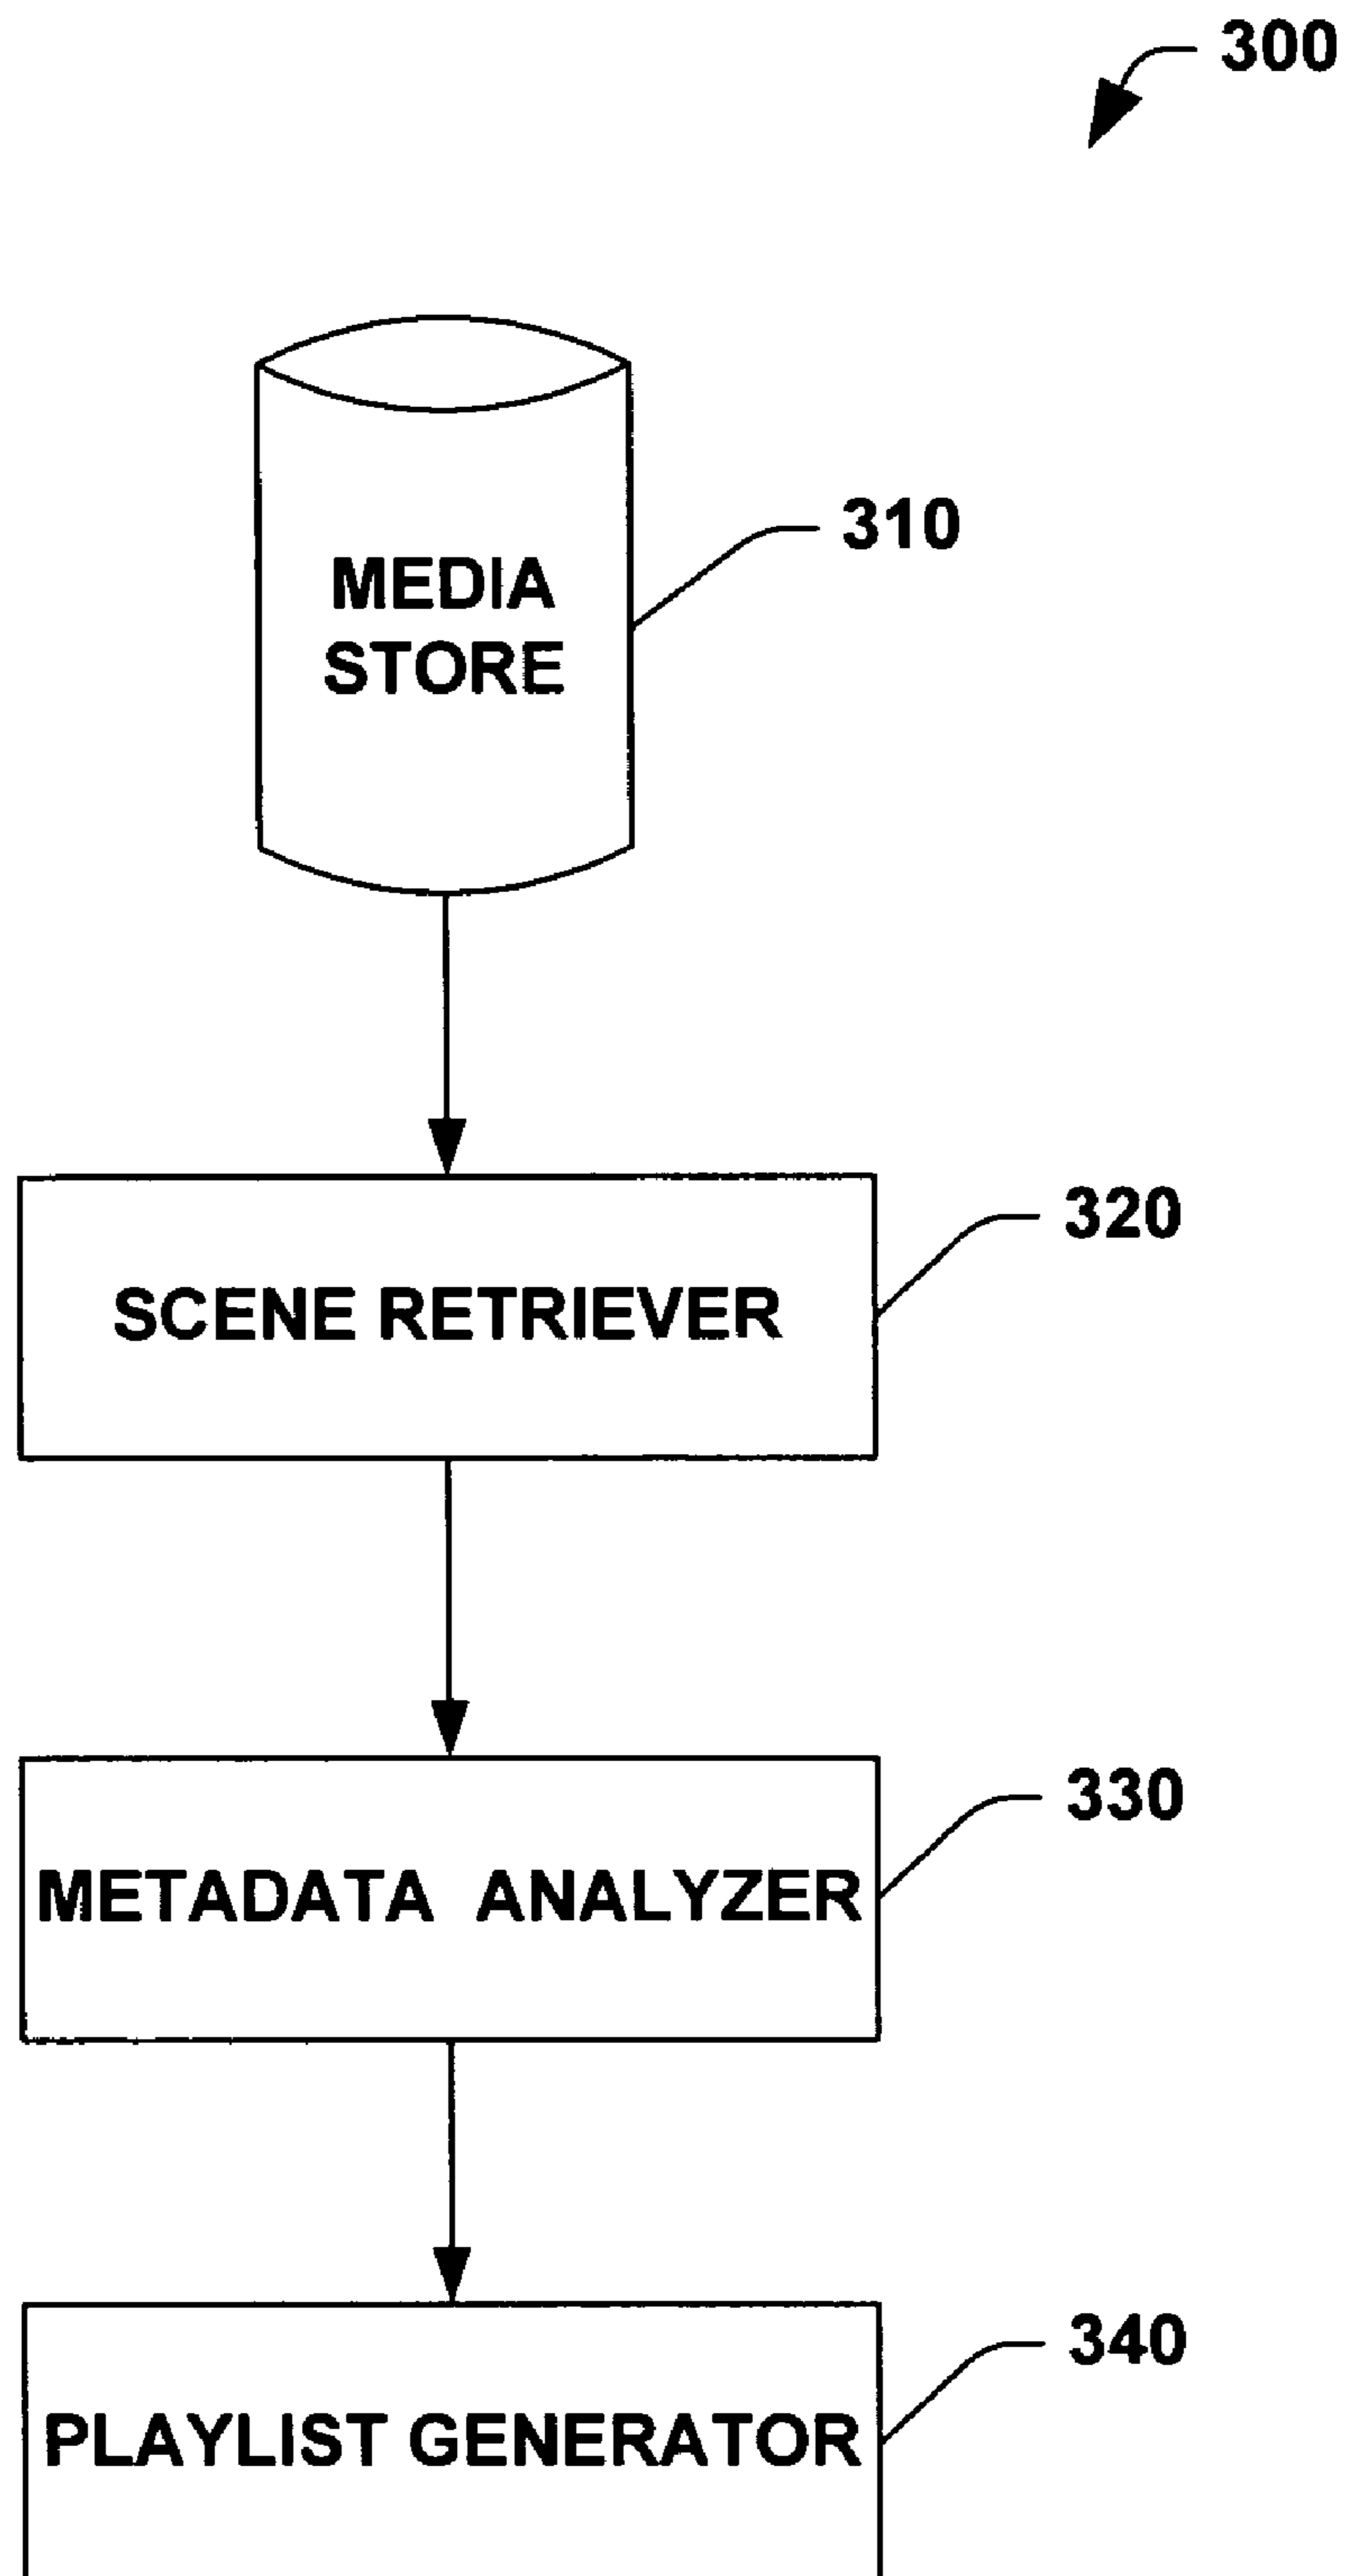 300
310
MEDIA
STORE
320
SCENE RETRIEVER
330
METADATA ANALYZER
340
PLAYLIST GENERATOR